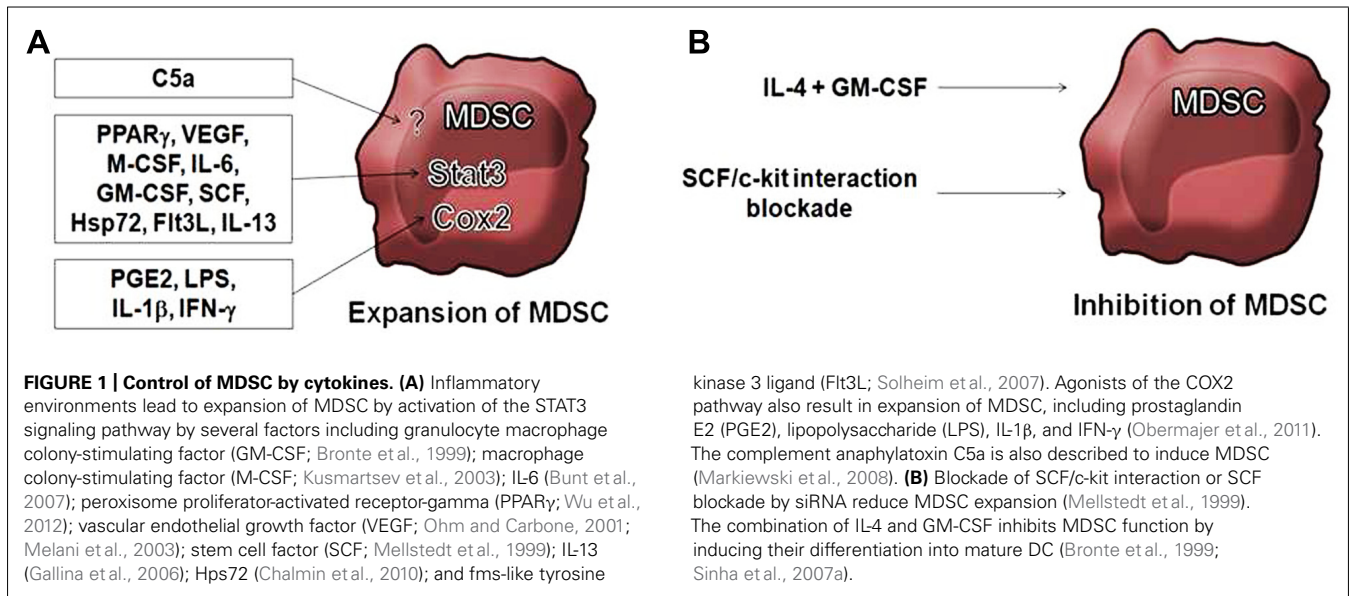 A
C5a
PPARγ, VEGF,
M-CSF, IL-6,
GM-CSF, SCF,
Hsp72, Flt3L, IL-13
PGE2, LPS,
IL-1β, IFN-γ
? MDSC
Stat3
Cox2
Expansion of MDSC
B
IL-4 + GM-CSF
SCF/c-kit interaction
blockade
MDSC
Inhibition of MDSC
FIGURE 1 | Control of MDSC by cytokines. (A) Inflammatory
environments lead to expansion of MDSC by activation of the STAT3
signaling pathway by several factors including granulocyte macrophage
colony-stimulating factor (GM-CSF; Bronte et al., 1999); macrophage
colony-stimulating factor (M-CSF; Kusmartsev et al., 2003); IL-6 (Bunt et al.,
2007); peroxisome proliferator-activated receptor-gamma (PPARγ; Wu et al.,
2012); vascular endothelial growth factor (VEGF; Ohm and Carbone, 2001;
Melani et al., 2003); stem cell factor (SCF; Mellstedt et al., 1999); IL-13
(Gallina et al., 2006); Hps72 (Chalmin et al., 2010); and fms-like tyrosine
kinase 3 ligand (Flt3L; Solheim et al., 2007). Agonists of the COX2
pathway also result in expansion of MDSC, including prostaglandin
E2 (PGE2), lipopolysaccharide (LPS), IL-1β, and IFN-γ (Obermajer et al., 2011).
The complement anaphylatoxin C5a is also described to induce MDSC
(Markiewski et al., 2008). (B) Blockade of SCF/c-kit interaction or SCF
blockade by siRNA reduce MDSC expansion (Mellstedt et al., 1999).
The combination of IL-4 and GM-CSF inhibits MDSC function by
inducing their differentiation into mature DC (Bronte et al., 1999;
Sinha et al., 2007a).